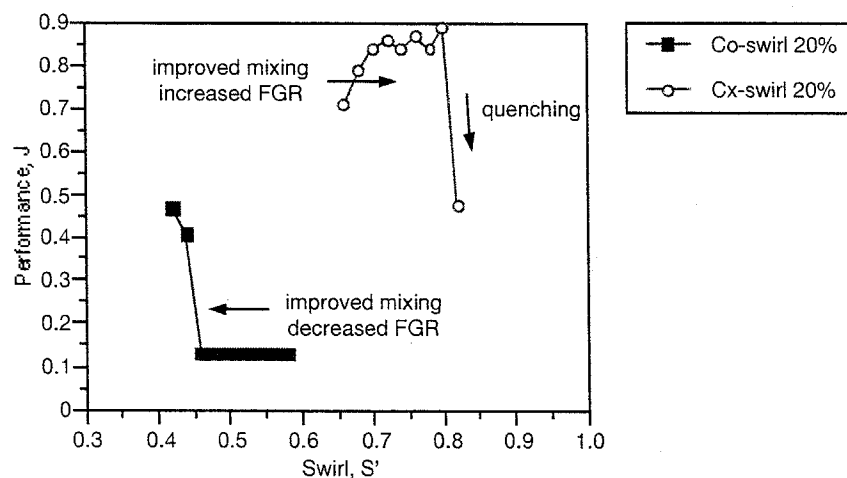 0.9
0.8
0.7
0.6
0.5
0.4
0.3
0.2
0.1
0
Performance, J
improved mixing
increased FGR
quenching
improved mixing
decreased FGR
0.3 0.4 0.5 0.6 0.7 0.8 0.9 1.0
Swirl, S'
Co-swirl 20%
Cx-swirl 20%